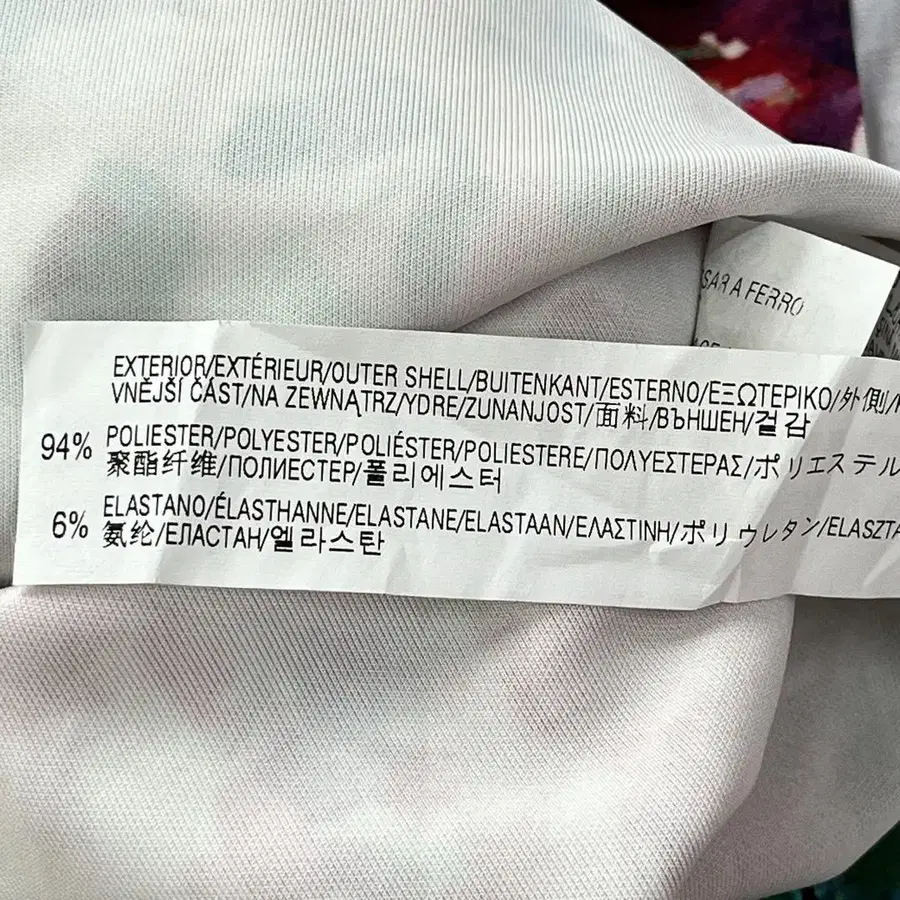 EXTERIOR/EXTÉRIEUR/OUTER SHELL/BUITENKANT/ESTERNO/ΕΞΩΤΕΡΙΚΟ/外側/
VNĚJŠÍ ČÁST/NA ZEWNĄTRZ/YDRE/ZUNANJOST/面料/ВЪНШЕН/겉감
94% POLIESTER/POLYESTER/POLIÉSTER/POLIESTERE/ΠΟΛΥΕΣΤΕΡΑΣ/ポリエステル
聚酯纤维/ПОЛИЕСТЕР/폴리에스터
6% ELASTANO/ÉLASTHANNE/ELASTANE/ELASTAAN/ΕΛΑΣΤΙΝΗ/ポリウレタン/ELASZTA
氨纶/ЕЛАСТАН/엘라스탄
SAR A FERRO